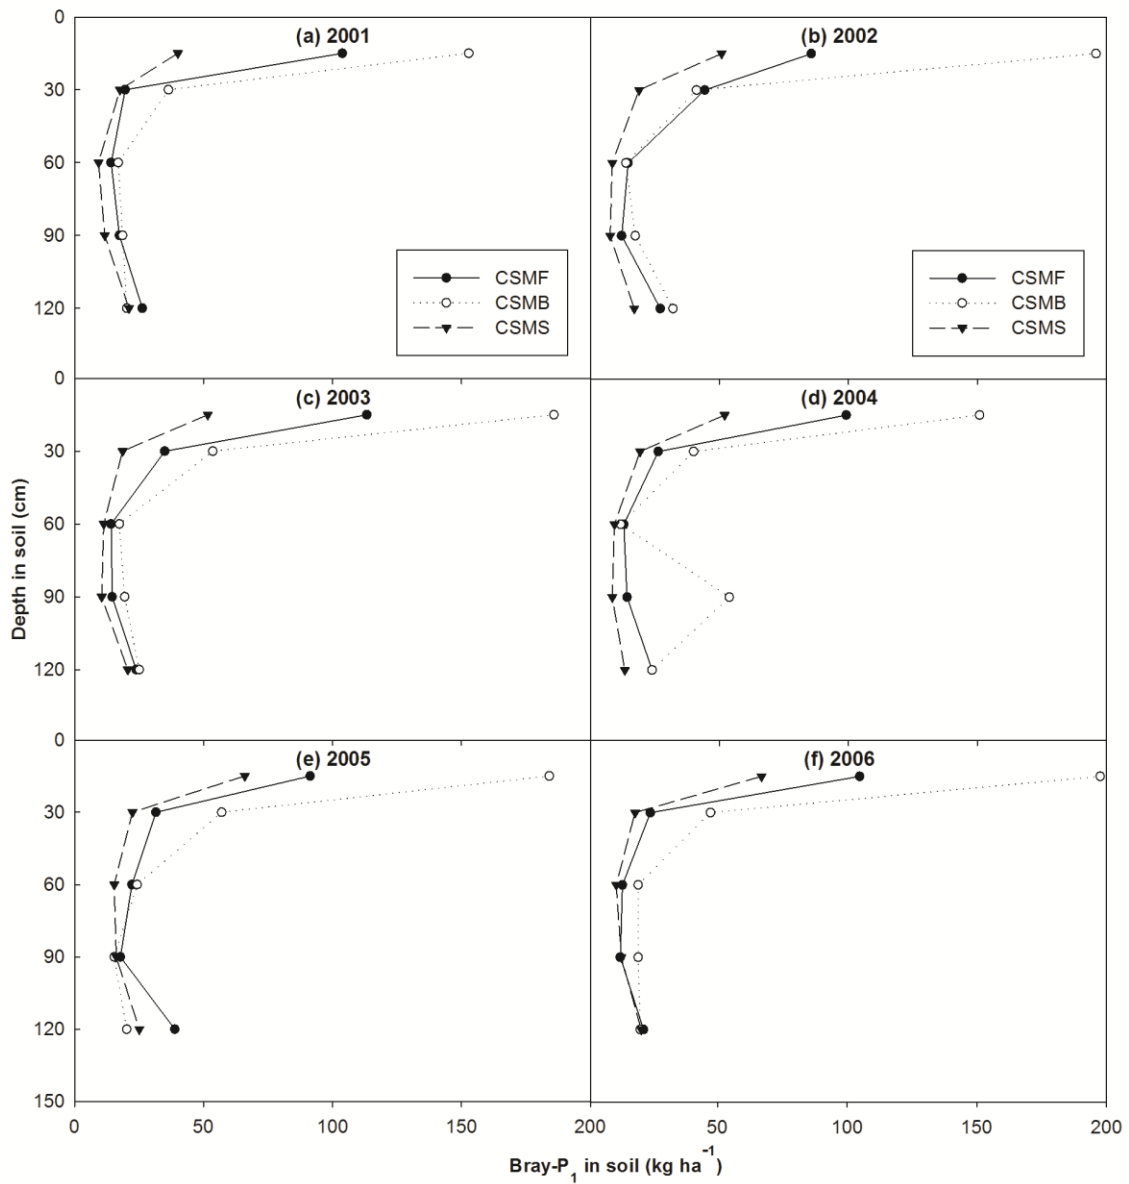 0
(a) 2001
(b) 2002
30
60
90
120
CSMF
CSMB
CSMS
CSMF
CSMB
CSMS
0
(c) 2003
(d) 2004
30
60
90
120
Depth in soil (cm)
0
(e) 2005
(f) 2006
30
60
90
120
150
0 50 100 150 200 50 100 150 200
Bray-P₁ in soil (kg ha⁻¹)